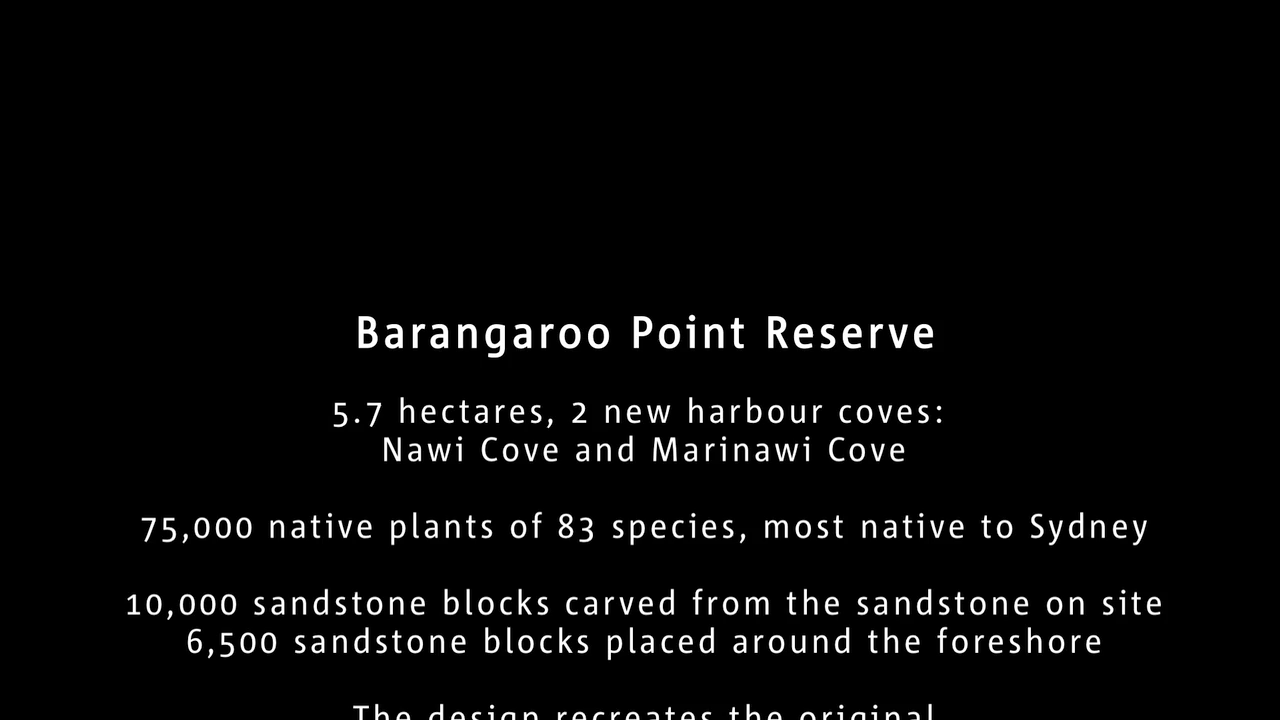 Barangaroo Point Reserve
5.7 hectares, 2 new harbour coves:
Nawi Cove and Marinawi Cove
75,000 native plants of 83 species, most native to Sydney
10,000 sandstone blocks carved from the sandstone on site
6,500 sandstone blocks placed around the foreshore
The design recreates the original